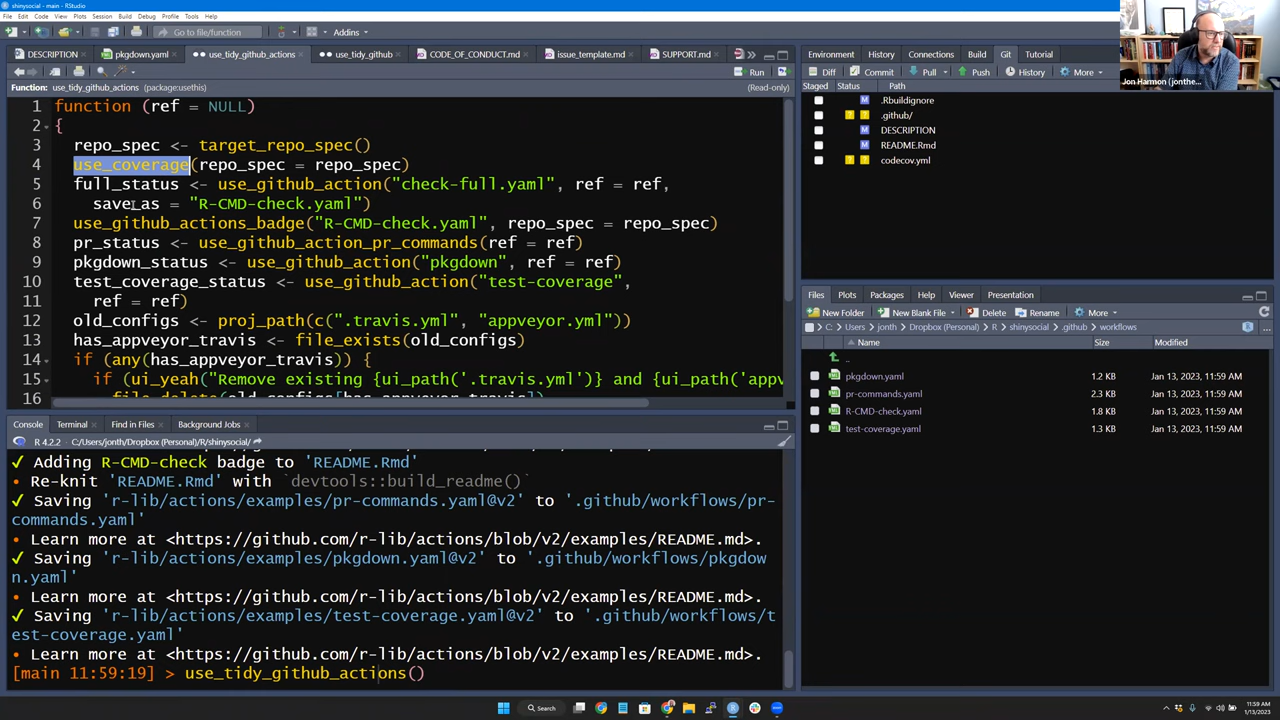 shinysocial - main - RStudio
File Edit Code View Plots Session Build Debug Profile Tools Help
Go to file/function
Addins
DESCRIPTION
pkgdown.yaml
use_tidy_github_actions
use_tidy_github
CODE_OF_CONDUCT.md
issue_template.md
SUPPORT.md
Run
Function: use_tidy_github_actions (package:usethis)
(Read-only)
1 function (ref = NULL)
2 {
3 repo_spec <- target_repo_spec()
4 use_coverage(repo_spec = repo_spec)
5 full_status <- use_github_action("check-full.yaml", ref = ref,
6 save_as = "R-CMD-check.yaml")
7 use_github_actions_badge("R-CMD-check.yaml", repo_spec = repo_spec)
8 pr_status <- use_github_action_pr_commands(ref = ref)
9 pkgdown_status <- use_github_action("pkgdown", ref = ref)
10 test_coverage_status <- use_github_action("test-coverage",
11 ref = ref)
12 old_configs <- proj_path(c(".travis.yml", "appveyor.yml"))
13 has_appveyor_travis <- file_exists(old_configs)
14 if (any(has_appveyor_travis)) {
15 if (ui_yeah("Remove existing {ui_path('.travis.yml')} and {ui_path('appv
16 file_delete(old_configs[has_appveyor_travis])
Console Terminal Find in Files Background Jobs
R 4.2.2 · C:/Users/jonth/Dropbox (Personal)/R/shinysocial/
✓ Adding R-CMD-check badge to 'README.Rmd'
• Re-knit 'README.Rmd' with `devtools::build_readme()`
✓ Saving 'r-lib/actions/examples/pr-commands.yaml@v2' to '.github/workflows/pr-
commands.yaml'
• Learn more at <https://github.com/r-lib/actions/blob/v2/examples/README.md>.
✓ Saving 'r-lib/actions/examples/pkgdown.yaml@v2' to '.github/workflows/pkgdow
n.yaml'
• Learn more at <https://github.com/r-lib/actions/blob/v2/examples/README.md>.
✓ Saving 'r-lib/actions/examples/test-coverage.yaml@v2' to '.github/workflows/t
est-coverage.yaml'
• Learn more at <https://github.com/r-lib/actions/blob/v2/examples/README.md>.
[main 11:59:19] > use_tidy_github_actions()
Environment History Connections Build Git Tutorial
Diff Commit Pull Push History More
Staged Status Path
M .Rbuildignore
? ? .github/
M DESCRIPTION
M README.Rmd
? ? codecov.yml
Files Plots Packages Help Viewer Presentation
New Folder New Blank File Delete Rename More
C: Users jonth Dropbox (Personal) R shinysocial .github workflows
Name Size Modified
..
pkgdown.yaml 1.2 KB Jan 13, 2023, 11:59 AM
pr-commands.yaml 2.3 KB Jan 13, 2023, 11:59 AM
R-CMD-check.yaml 1.8 KB Jan 13, 2023, 11:59 AM
test-coverage.yaml 1.3 KB Jan 13, 2023, 11:59 AM
Jon Harmon (jonthe...
Search
11:59 AM
1/13/2023